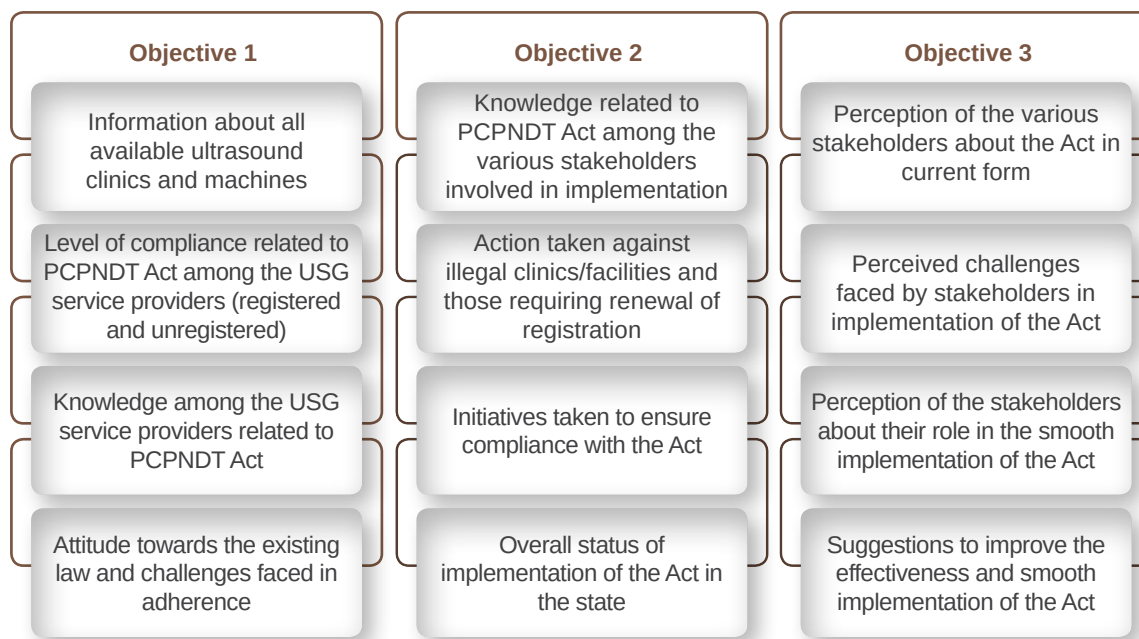 Objective 1
Information about all
available ultrasound
clinics and machines
Level of compliance related to
PCPNDT Act among the USG
service providers (registered
and unregistered)
Knowledge among the USG
service providers related to
PCPNDT Act
Attitude towards the existing
law and challenges faced in
adherence
Objective 2
Knowledge related to
PCPNDT Act among the
various stakeholders
involved in implementation
Action taken against
illegal clinics/facilities and
those requiring renewal of
registration
Initiatives taken to ensure
compliance with the Act
Overall status of
implementation of the Act in
the state
Objective 3
Perception of the various
stakeholders about the Act in
current form
Perceived challenges
faced by stakeholders in
implementation of the Act
Perception of the stakeholders
about their role in the smooth
implementation of the Act
Suggestions to improve the
effectiveness and smooth
implementation of the Act